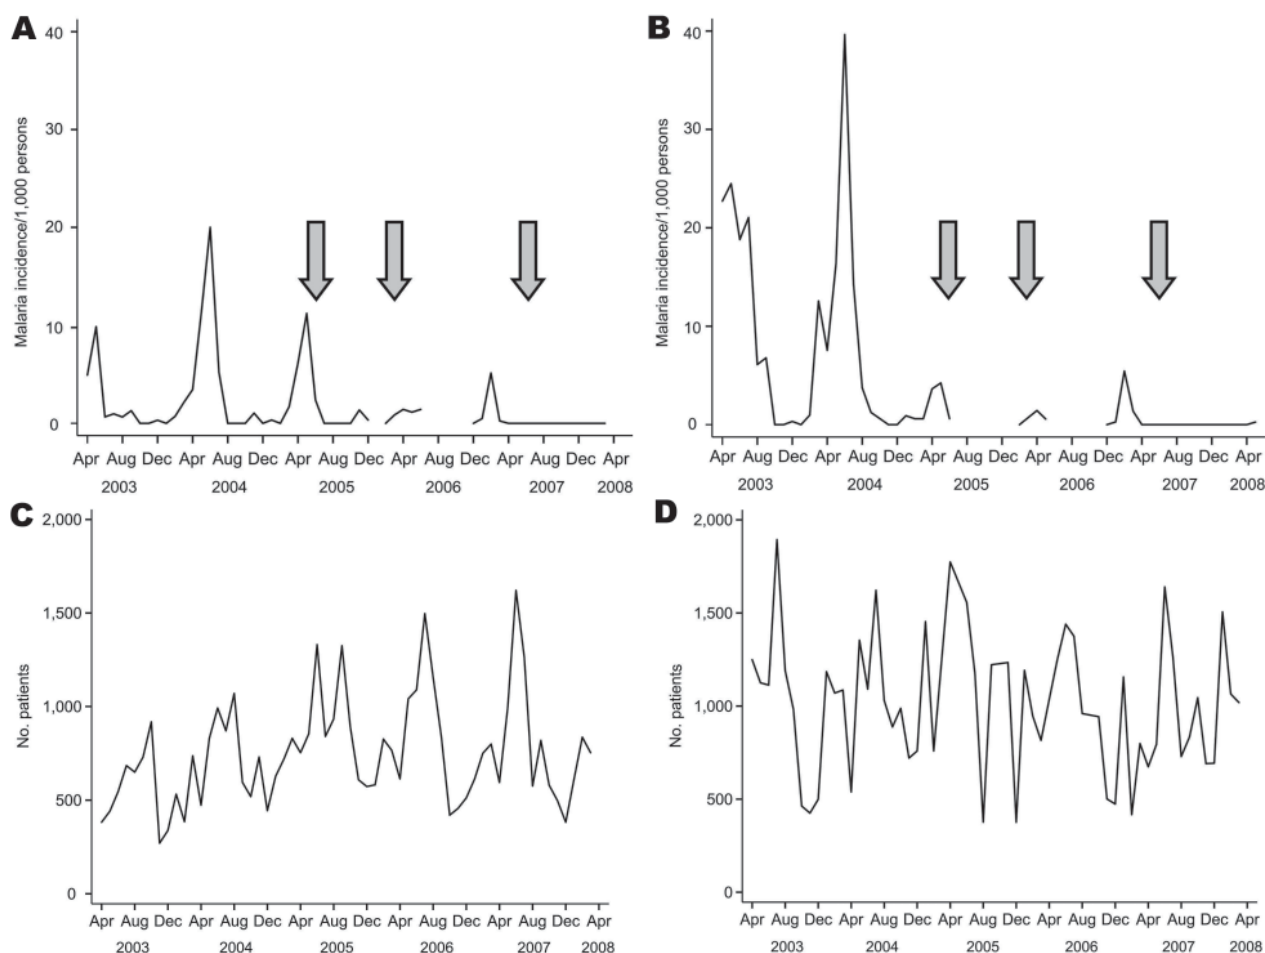 A
Malaria incidence/1,000 persons
40
30
20
10
0
Apr Aug Dec Apr Aug Dec Apr Aug Dec Apr Aug Dec Apr Aug Dec Apr
2003 2004 2005 2006 2007 2008
B
Malaria incidence/1,000 persons
40
30
20
10
0
Apr Aug Dec Apr Aug Dec Apr Aug Dec Apr Aug Dec Apr Aug Dec Apr
2003 2004 2005 2006 2007 2008
C
No. patients
2,000
1,500
1,000
500
0
Apr Aug Dec Apr Aug Dec Apr Aug Dec Apr Aug Dec Apr Aug Dec Apr
2003 2004 2005 2006 2007 2008
D
No. patients
2,000
1,500
1,000
500
0
Apr Aug Dec Apr Aug Dec Apr Aug Dec Apr Aug Dec Apr Aug Dec Apr
2003 2004 2005 2006 2007 2008